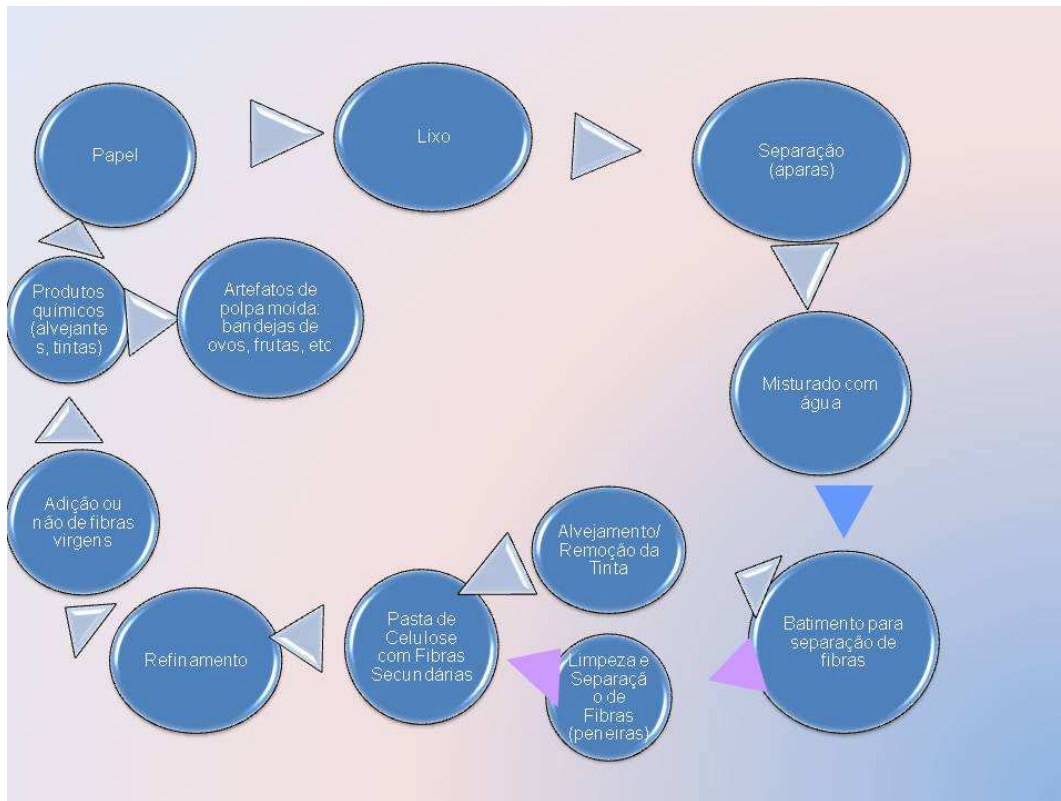 Papel
Lixo
Separação
(aparas)
Produtos
químicos
(alvejante
s, tintas)
Artefatos de
polpa moída:
bandejas de
ovos, frutas, etc
Misturado com
água
Adição ou
não de fibras
virgens
Alvejamento/
Remoção da
Tinta
Batimento para
separação de
fibras
Pasta de
Celulose
com Fibras
Secundárias
Refinamento
Limpeza e
Separaçã
o de
Fibras
(peneiras)